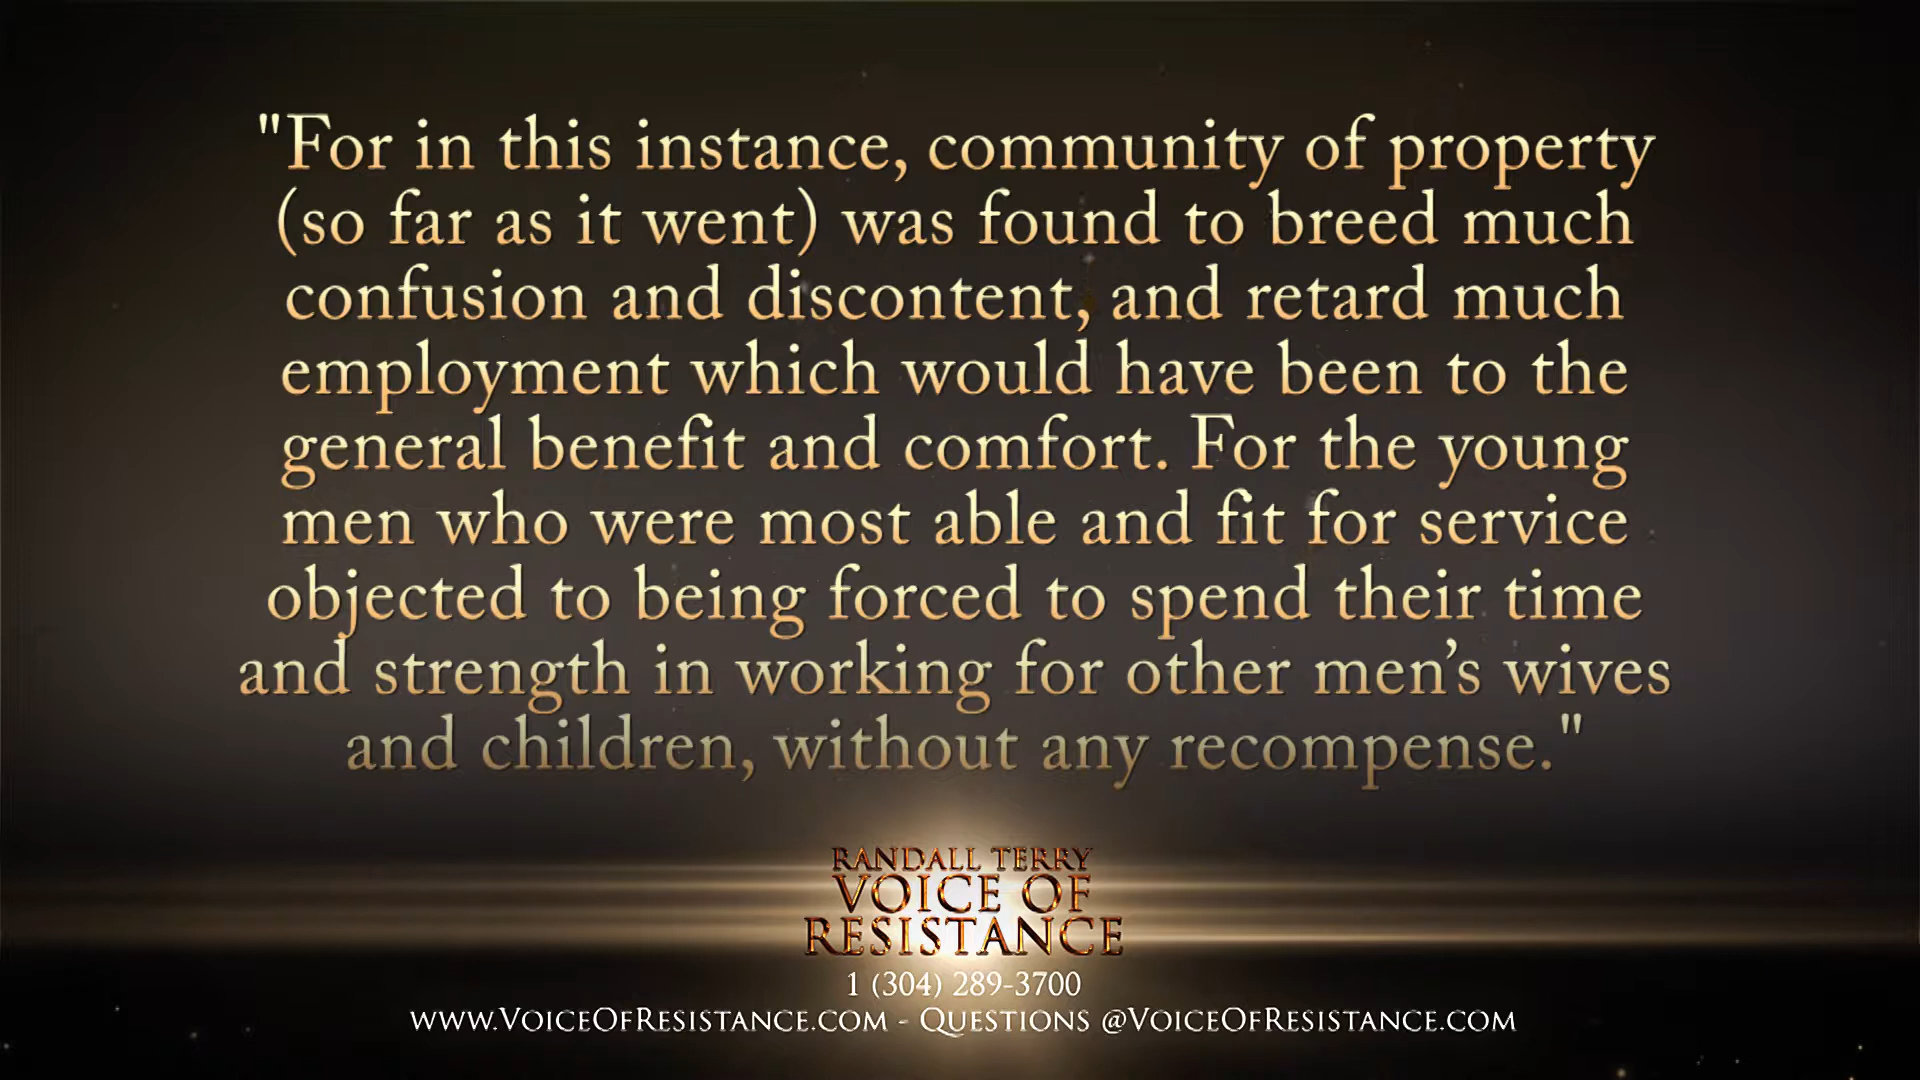 "For in this instance, community of property
(so far as it went) was found to breed much
confusion and discontent, and retard much
employment which would have been to the
general benefit and comfort. For the young
men who were most able and fit for service
objected to being forced to spend their time
and strength in working for other men’s wives
and children, without any recompense."
RANDALL TERRY
VOICE OF
RESISTANCE
1 (304) 289-3700
www.VoiceOfResistance.com - Questions @VoiceOfResistance.com